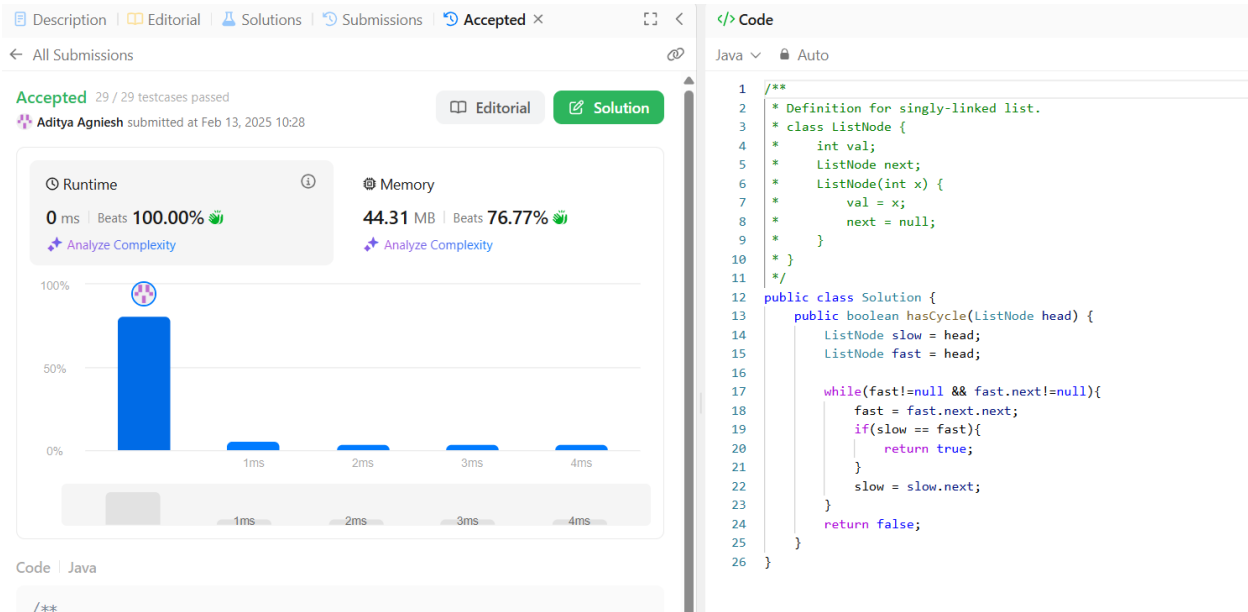 Description | Editorial | Solutions | Submissions | Accepted ×
← All Submissions
Accepted 29 / 29 testcases passed
Aditya Agniesh submitted at Feb 13, 2025 10:28
Editorial
Solution
Runtime
0 ms | Beats 100.00%
Analyze Complexity
Memory
44.31 MB | Beats 76.77%
Analyze Complexity
100%
50%
0%
1ms 2ms 3ms 4ms
1ms 2ms 3ms 4ms
Code | Java
/**
</> Code
Java Auto
1 /**
2 * Definition for singly-linked list.
3 * class ListNode {
4 *     int val;
5 *     ListNode next;
6 *     ListNode(int x) {
7 *         val = x;
8 *         next = null;
9 *     }
10 * }
11 */
12 public class Solution {
13     public boolean hasCycle(ListNode head) {
14         ListNode slow = head;
15         ListNode fast = head;
16
17         while(fast!=null && fast.next!=null){
18             fast = fast.next.next;
19             if(slow == fast){
20                 return true;
21             }
22             slow = slow.next;
23         }
24         return false;
25     }
26 }